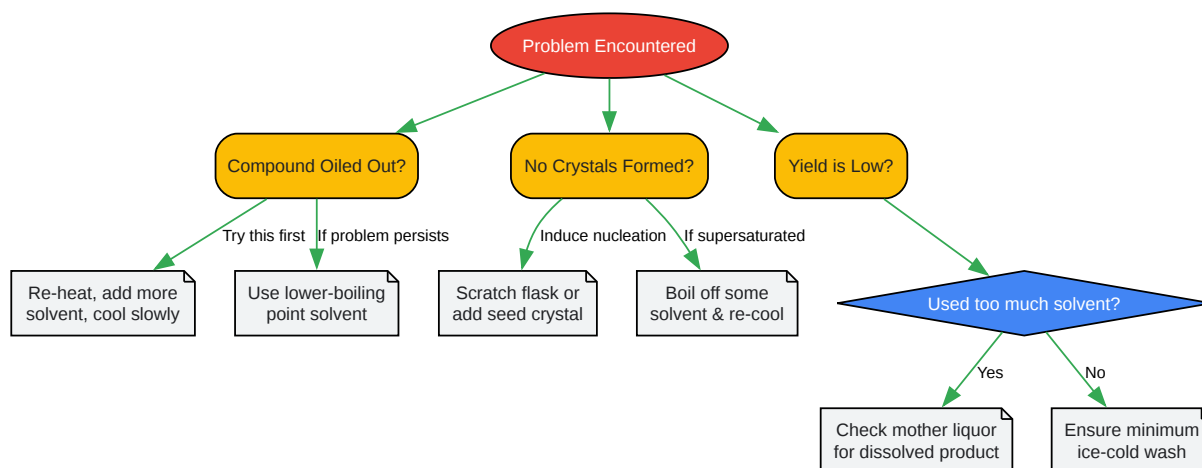 Problem Encountered
Compound Oiled Out?
No Crystals Formed?
Yield is Low?
Try this first
If problem persists
Induce nucleation
If supersaturated
Re-heat, add more
solvent, cool slowly
Use lower-boiling
point solvent
Scratch flask or
add seed crystal
Boil off some
solvent & re-cool
Used too much solvent?
Yes
No
Check mother liquor
for dissolved product
Ensure minimum
ice-cold wash